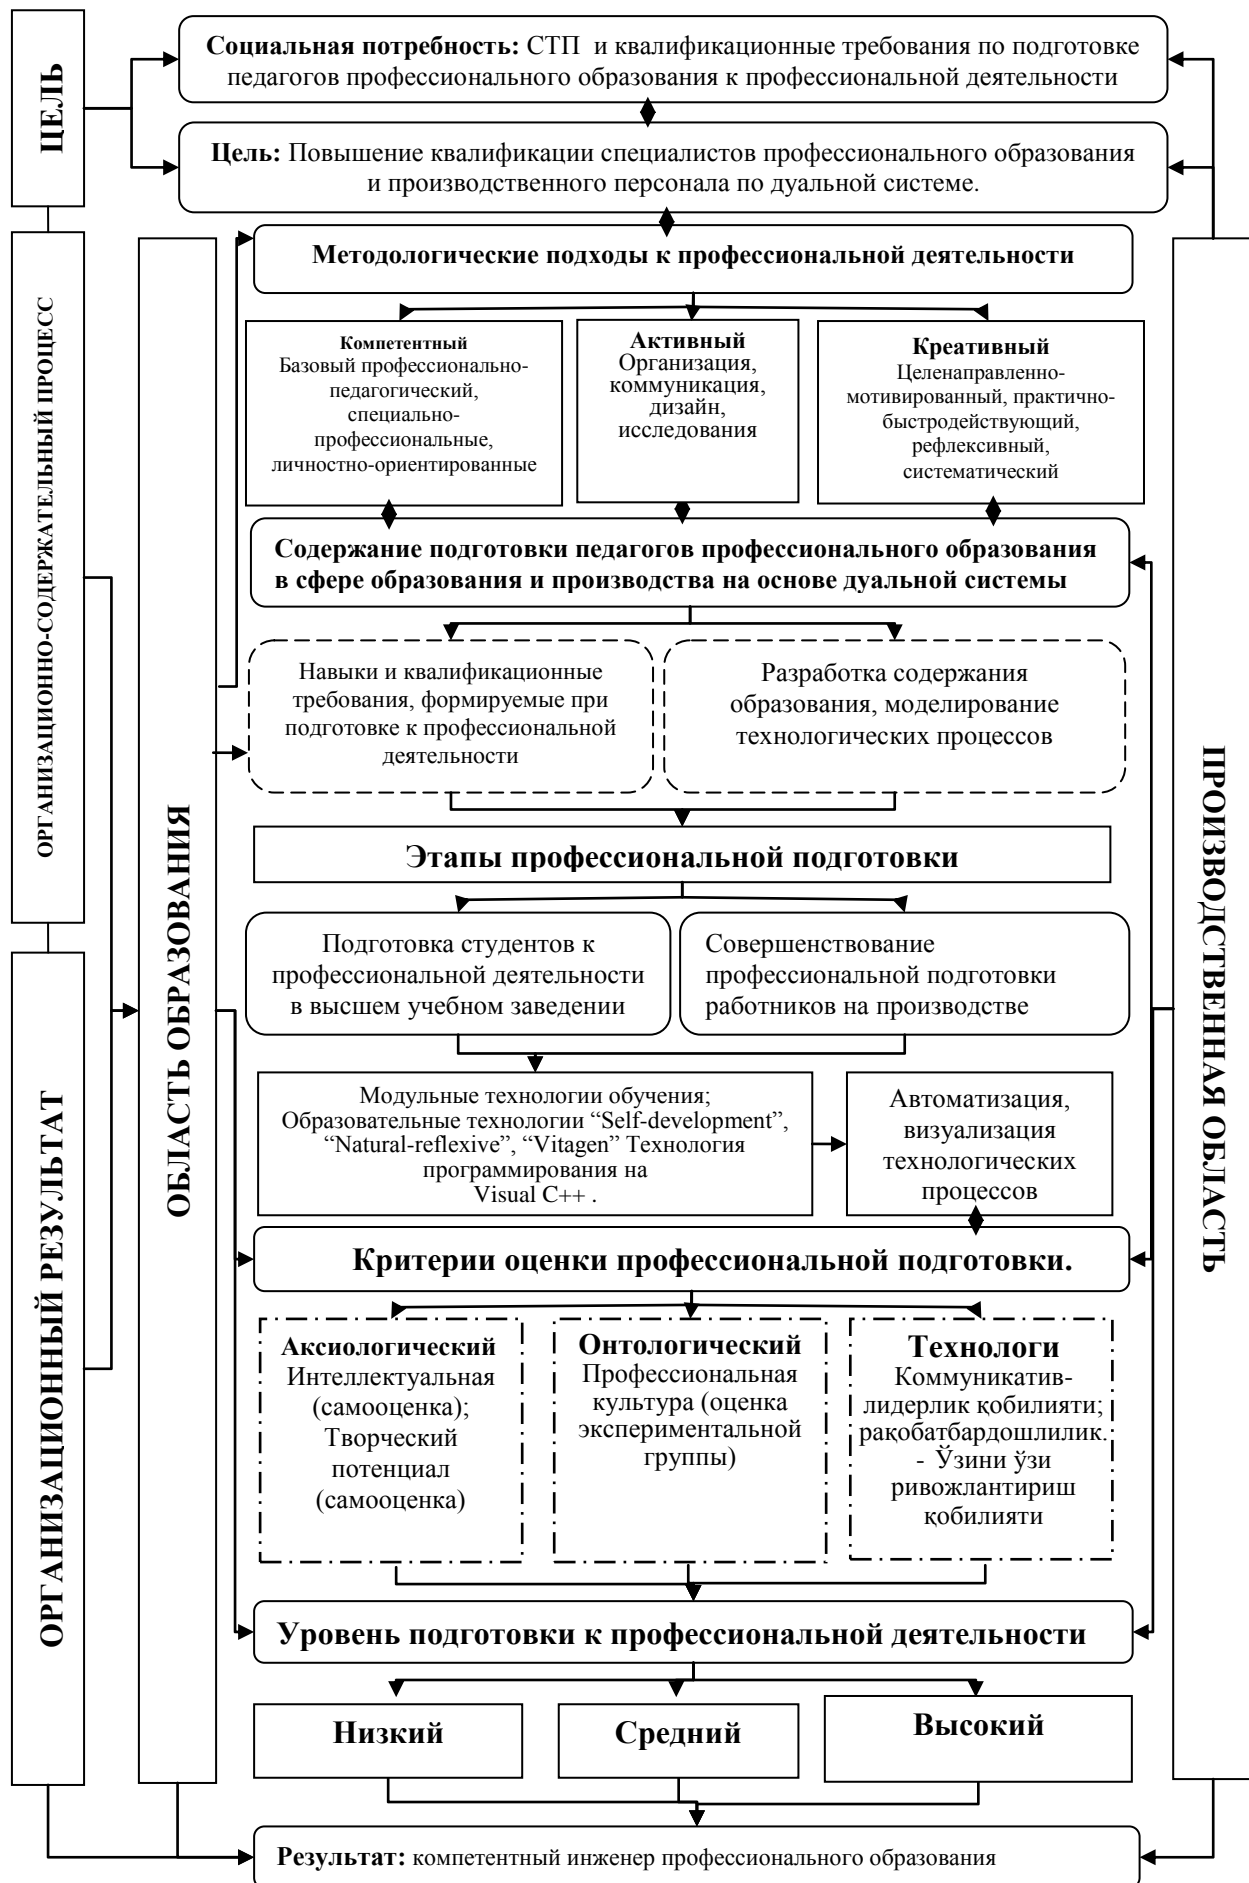 ЦЕЛЬ
Социальная потребность: СТП и квалификационные требования по подготовке
педагогов профессионального образования к профессиональной деятельности
Цель: Повышение квалификации специалистов профессионального образования
и производственного персонала по дуальной системе.
ОРГАНИЗАЦИОННО-СОДЕРЖАТЕЛЬНЫЙ ПРОЦЕСС
ОРГАНИЗАЦИОННЫЙ РЕЗУЛЬТАТ
ОБЛАСТЬ ОБРАЗОВАНИЯ
Методологические подходы к профессиональной деятельности
Компетентный
Базовый профессионально-
педагогический,
специально-
профессиональные,
личностно-ориентированные
Активный
Организация,
коммуникация,
дизайн,
исследования
Креативный
Целенаправленно-
мотивированный, практично-
быстродействующий,
рефлексивный,
систематический
Содержание подготовки педагогов профессионального образования
в сфере образования и производства на основе дуальной системы
Навыки и квалификационные
требования, формируемые при
подготовке к профессиональной
деятельности
Разработка содержания
образования, моделирование
технологических процессов
Этапы профессиональной подготовки
Подготовка студентов к
профессиональной деятельности
в высшем учебном заведении
Совершенствование
профессиональной подготовки
работников на производстве
Модульные технологии обучения;
Образовательные технологии “Self-development”,
“Natural-reflexive”, “Vitagen” Технология
программирования на
Visual C++ .
Автоматизация,
визуализация
технологических
процессов
Критерии оценки профессиональной подготовки.
Аксиологический
Интеллектуальная
(самооценка);
Творческий
потенциал
(самооценка)
Онтологический
Профессиональная
культура (оценка
экспериментальной
группы)
Технологи
Коммуникатив-
лидерлик қобилияти;
рақобатбардошлилик.
- Ўзини ўзи
ривожлантириш
қобилияти
Уровень подготовки к профессиональной деятельности
Низкий
Средний
Высокий
Результат: компетентный инженер профессионального образования
ПРОИЗВОДСТВЕННАЯ ОБЛАСТЬ